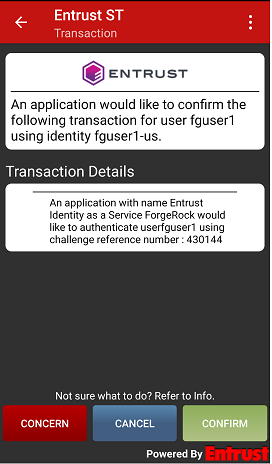 Entrust ST
Transaction
ENTRUST
An application would like to confirm the
following transaction for user fguser1
using identity fguser1-us.
Transaction Details
An application with name Entrust
Identity as a Service ForgeRock would
like to authenticate userfguser1 using
challenge reference number : 430144
Not sure what to do? Refer to Info.
CONCERN
CANCEL
CONFIRM
Powered By Entrust